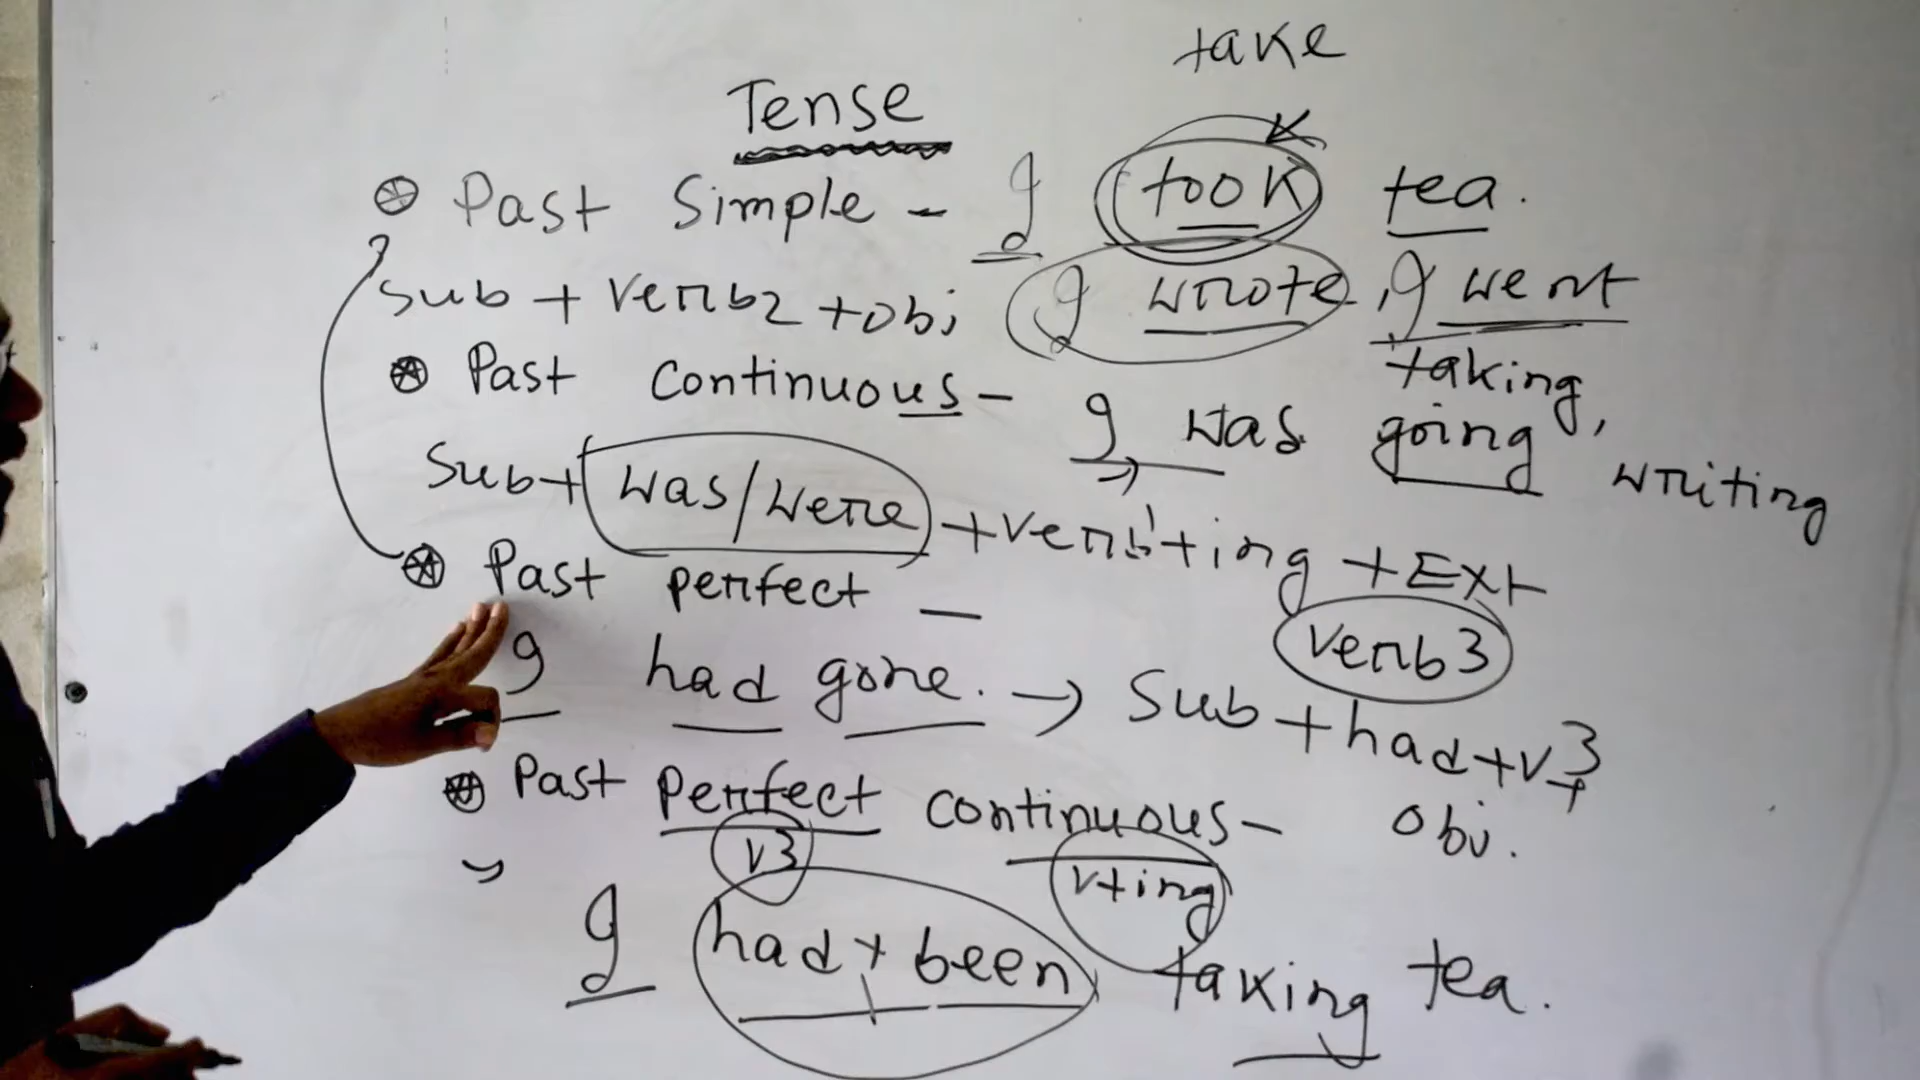 take
Tense
Past Simple - I took tea.
Sub + verb2 + obj I wrote, I went
Past continuous - I was going
taking,
writing
Sub + was/were + verb1 + ing + Ext
Past perfect -
verb 3
I had gone. → Sub + had + v3 +
obj.
Past perfect continuous -
v3 v+ing
I had + been taking tea.